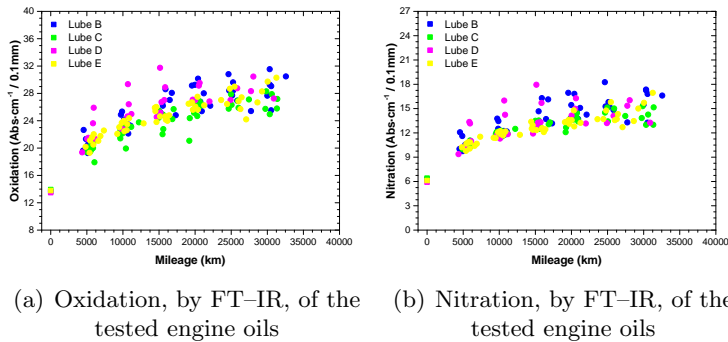 Oxidation (Abs·cm⁻¹ / 0.1mm)
40
36
32
28
24
20
16
12
8
Lube B
Lube C
Lube D
Lube E
0 5000 10000 15000 20000 25000 30000 35000 40000
Mileage (km)
(a) Oxidation, by FT–IR, of the
tested engine oils
Nitration (Abs·cm⁻¹ / 0.1mm)
27
24
21
18
15
12
9
6
3
0
Lube B
Lube C
Lube D
Lube E
0 5000 10000 15000 20000 25000 30000 35000 40000
Mileage (km)
(b) Nitration, by FT–IR, of the
tested engine oils